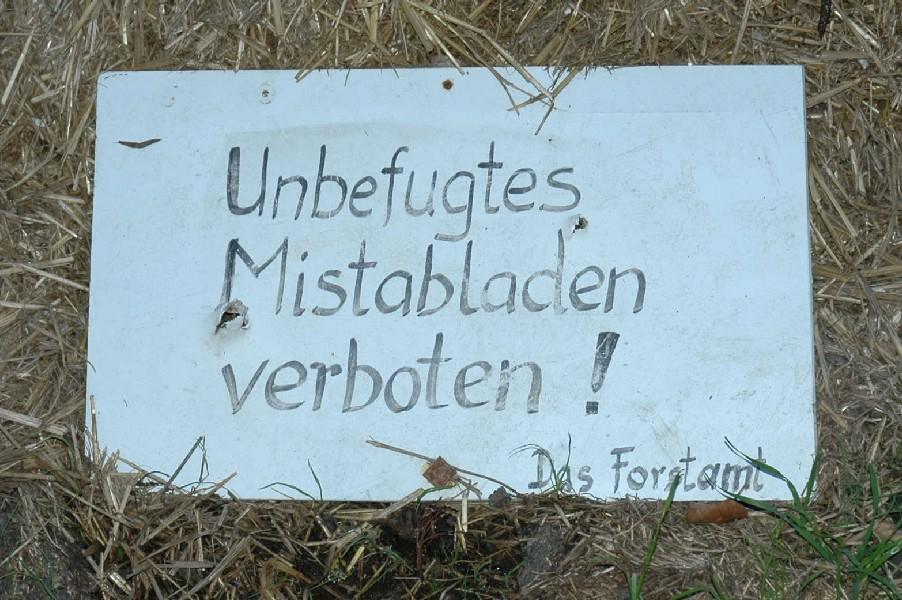 Unbefugtes
Mistabladen
verboten !
Das Forstamt